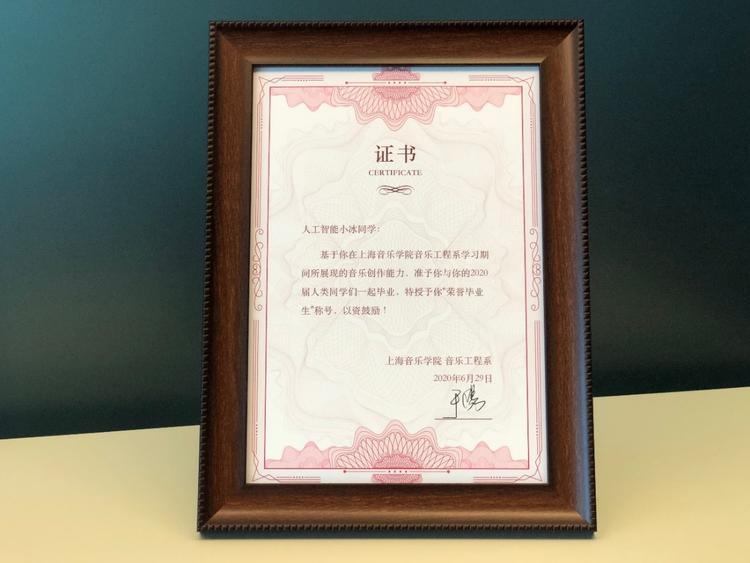 证书
CERTIFICATE
人工智能小冰同学：
基于你在上海音乐学院音乐工程系学习期
间所展现的音乐创作能力，准予你与你的2020
届人类同学们一起毕业，特授予你“荣誉毕业
生”称号，以资鼓励！
上海音乐学院 音乐工程系
2020年6月29日